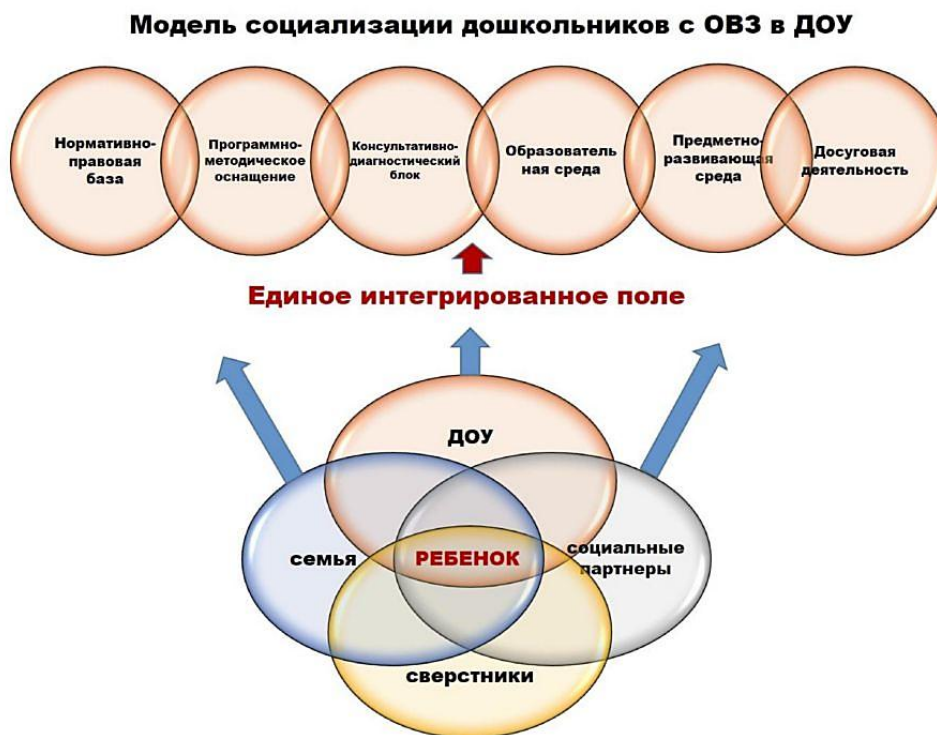 Модель социализации дошкольников с ОВЗ в ДОУ
Нормативно-
правовая
база
Программно-
методическое
оснащение
Консультативно-
диагностический
блок
Образователь
ная среда
Предметно-
развивающая
среда
Досуговая
деятельность
Единое интегрированное поле
ДОУ
семья
РЕБЕНОК
социальные
партнеры
сверстники